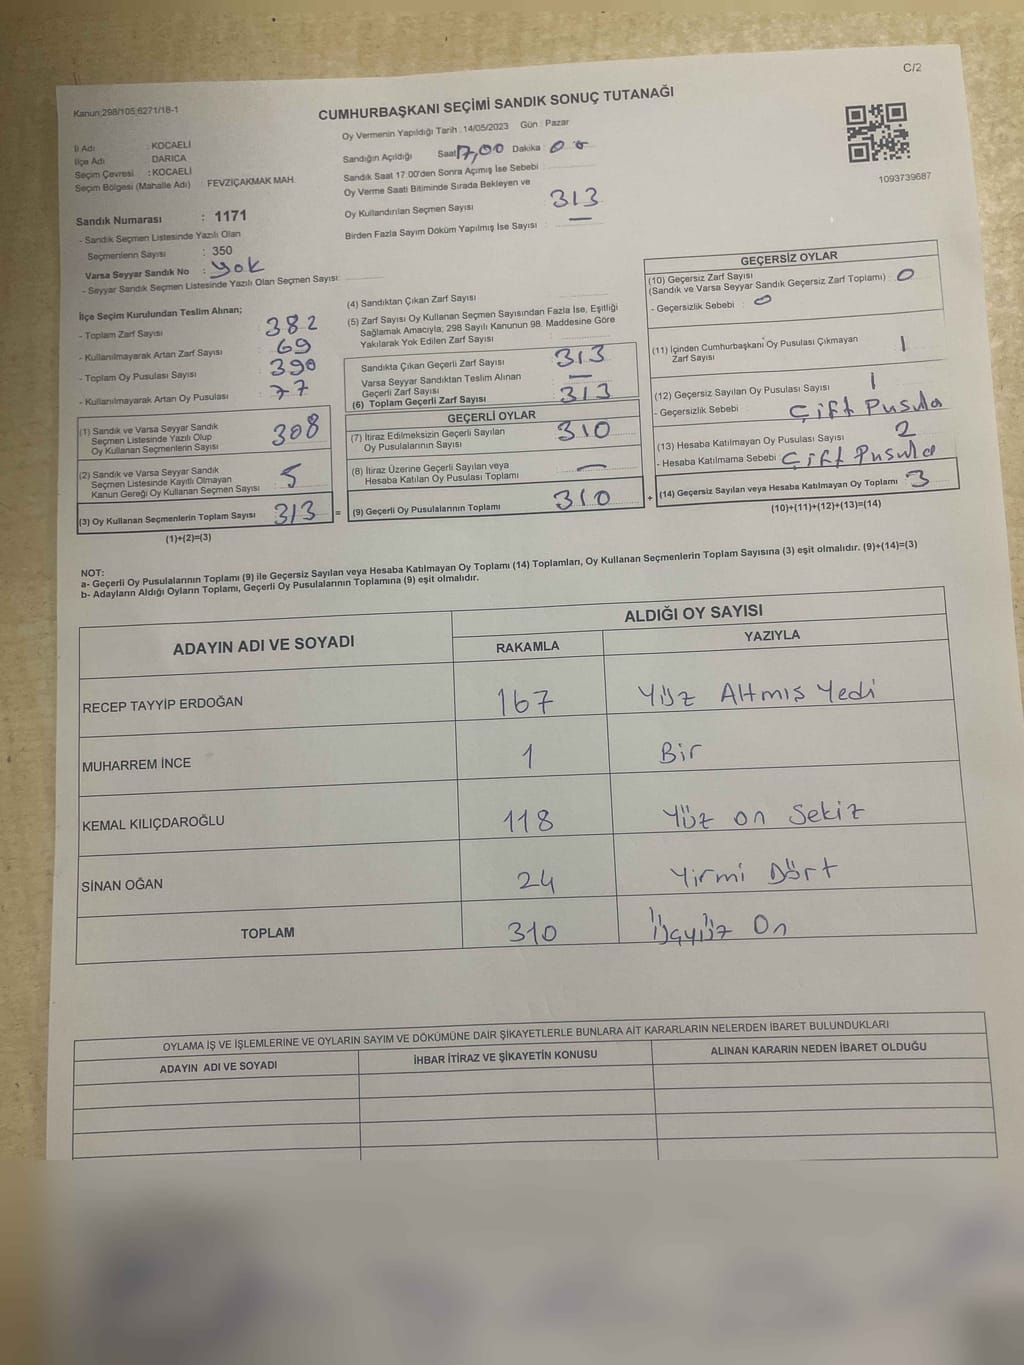 C/2
Kanun:298/105;6271/18-1
CUMHURBAŞKANI SEÇİMİ SANDIK SONUÇ TUTANAĞI
Oy Vermenin Yapıldığı Tarih : 14/05/2023 Gün : Pazar
İl Adı : KOCAELİ
İlçe Adı DARICA
Seçim Çevresi : KOCAELİ
Seçim Bölgesi (Mahalle Adı) : FEVZİÇAKMAK MAH.
Sandık Numarası : 1171
- Sandık Seçmen Listesinde Yazılı Olan
Seçmenlerin Sayısı : 350
Varsa Seyyar Sandık No : Yok
- Seyyar Sandık Seçmen Listesinde Yazılı Olan Seçmen Sayısı:
Sandığın Açıldığı Saat 17,00 Dakika : 00
Sandık Saat 17:00'den Sonra Açımış İse Sebebi
Oy Verme Saati Bitiminde Sırada Bekleyen ve
Oy Kullandırılan Seçmen Sayısı 313
Birden Fazla Sayım Döküm Yapılmış İse Sayısı : —
1093739687
İlçe Seçim Kurulundan Teslim Alınan;
- Toplam Zarf Sayısı : 382
- Kullanılmayarak Artan Zarf Sayısı : 69
- Toplam Oy Pusulası Sayısı : 390
- Kullanılmayarak Artan Oy Pusulası : 77
(1) Sandık ve Varsa Seyyar Sandık
Seçmen Listesinde Yazılı Olup
Oy Kullanan Seçmenlerin Sayısı 308
(2) Sandık ve Varsa Seyyar Sandık
Seçmen Listesinde Kayıtlı Olmayan
Kanun Gereği Oy Kullanan Seçmen Sayısı 5
(3) Oy Kullanan Seçmenlerin Toplam Sayısı 313 =
(1)+(2)=(3)
(4) Sandıktan Çıkan Zarf Sayısı
(5) Zarf Sayısı Oy Kullanan Seçmen Sayısından Fazla İse, Eşitliği
Sağlamak Amacıyla; 298 Sayılı Kanunun 98. Maddesine Göre
Yakılarak Yok Edilen Zarf Sayısı
Sandıkta Çıkan Geçerli Zarf Sayısı 313
Varsa Seyyar Sandıktan Teslim Alınan
Geçerli Zarf Sayısı —
(6) Toplam Geçerli Zarf Sayısı 313
GEÇERLİ OYLAR
(7) İtiraz Edilmeksizin Geçerli Sayılan
Oy Pusulalarının Sayısı 310
(8) İtiraz Üzerine Geçerli Sayılan veya
Hesaba Katılan Oy Pusulası Toplamı —
(9) Geçerli Oy Pusulalarının Toplamı 310 +
GEÇERSİZ OYLAR
(10) Geçersiz Zarf Sayısı
(Sandık ve Varsa Seyyar Sandık Geçersiz Zarf Toplamı) : 0
- Geçersizlik Sebebi : 0
(11) İçinden Cumhurbaşkanı Oy Pusulası Çıkmayan
Zarf Sayısı 1
(12) Geçersiz Sayılan Oy Pusulası Sayısı 1
- Geçersizlik Sebebi : Çift Pusula
(13) Hesaba Katılmayan Oy Pusulası Sayısı 2
- Hesaba Katılmama Sebebi : Çift Pusula
(14) Geçersiz Sayılan veya Hesaba Katılmayan Oy Toplamı 3
(10)+(11)+(12)+(13)=(14)
NOT:
a- Geçerli Oy Pusulalarının Toplamı (9) ile Geçersiz Sayılan veya Hesaba Katılmayan Oy Toplamı (14) Toplamları, Oy Kullanan Seçmenlerin Toplam Sayısına (3) eşit olmalıdır. (9)+(14)=(3)
b- Adayların Aldığı Oyların Toplamı, Geçerli Oy Pusulalarının Toplamına (9) eşit olmalıdır.
ADAYIN ADI VE SOYADI
ALDIĞI OY SAYISI
RAKAMLA YAZIYLA
RECEP TAYYİP ERDOĞAN 167 Yüz Altmış Yedi
MUHARREM İNCE 1 Bir
KEMAL KILIÇDAROĞLU 118 Yüz on Sekiz
SİNAN OĞAN 24 Yirmi Dört
TOPLAM 310 Üçyüz On
OYLAMA İŞ VE İŞLEMLERİNE VE OYLARIN SAYIM VE DÖKÜMÜNE DAİR ŞİKAYETLERLE BUNLARA AİT KARARLARIN NELERDEN İBARET BULUNDUKLARI
ADAYIN ADI VE SOYADI İHBAR İTİRAZ VE ŞİKAYETİN KONUSU ALINAN KARARIN NEDEN İBARET OLDUĞU